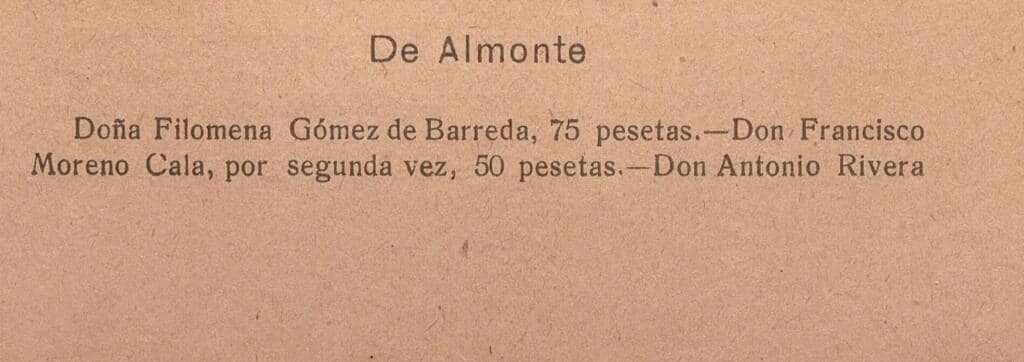 De Almonte
Doña Filomena Gómez de Barreda, 75 pesetas.—Don Francisco
Moreno Cala, por segunda vez, 50 pesetas.—Don Antonio Rivera